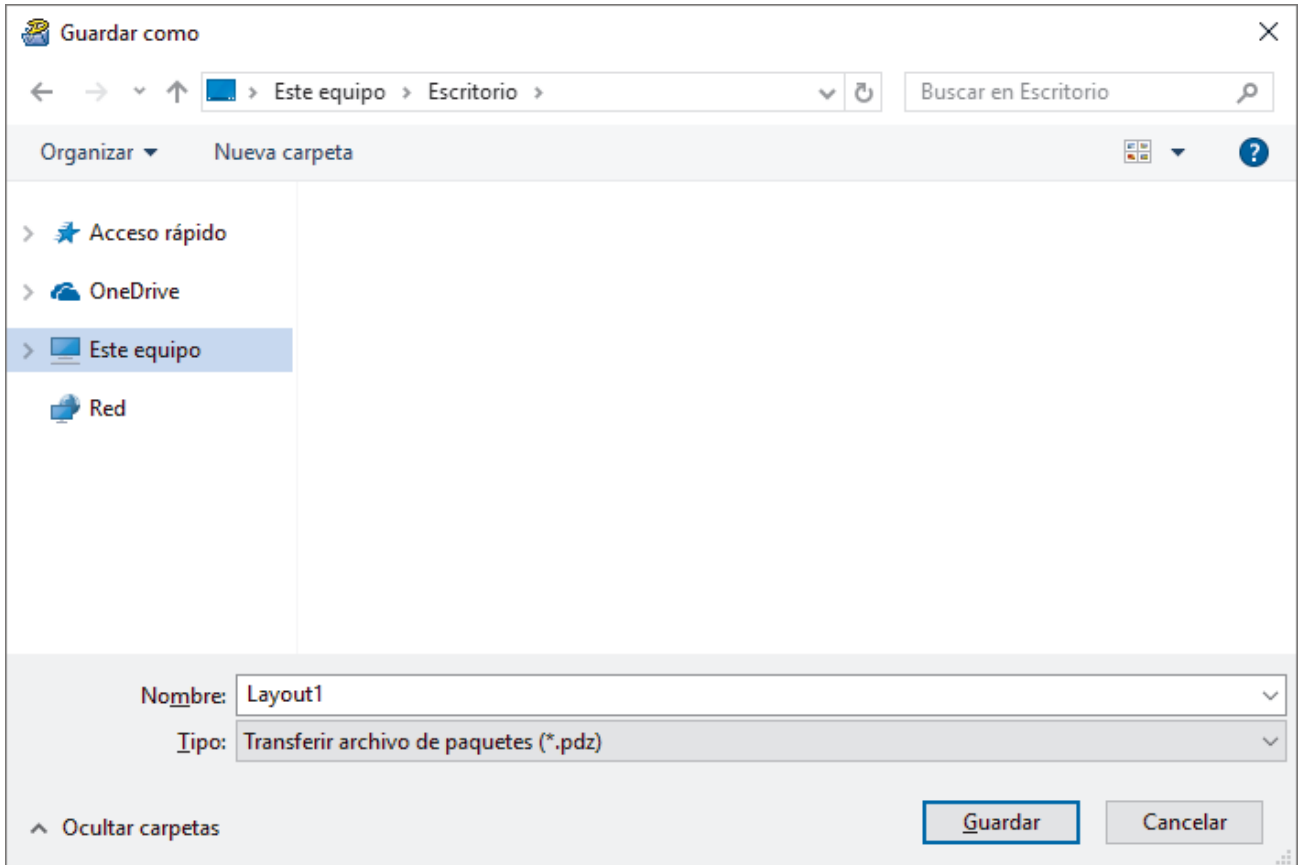 Guardar como
Este equipo > Escritorio >
Buscar en Escritorio
Organizar
Nueva carpeta
Acceso rápido
OneDrive
Este equipo
Red
Nombre: Layout1
Tipo: Transferir archivo de paquetes (*.pdz)
Ocultar carpetas
Guardar
Cancelar